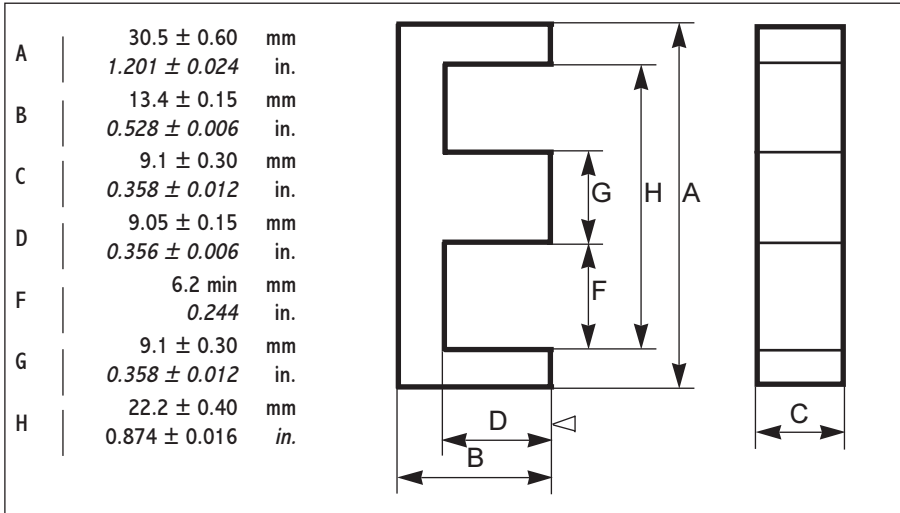 A 30.5 ± 0.60 mm
1.201 ± 0.024 in.
B 13.4 ± 0.15 mm
0.528 ± 0.006 in.
C 9.1 ± 0.30 mm
0.358 ± 0.012 in.
D 9.05 ± 0.15 mm
0.356 ± 0.006 in.
F 6.2 min mm
0.244 in.
G 9.1 ± 0.30 mm
0.358 ± 0.012 in.
H 22.2 ± 0.40 mm
0.874 ± 0.016 in.
G
H
A
F
D
B
C